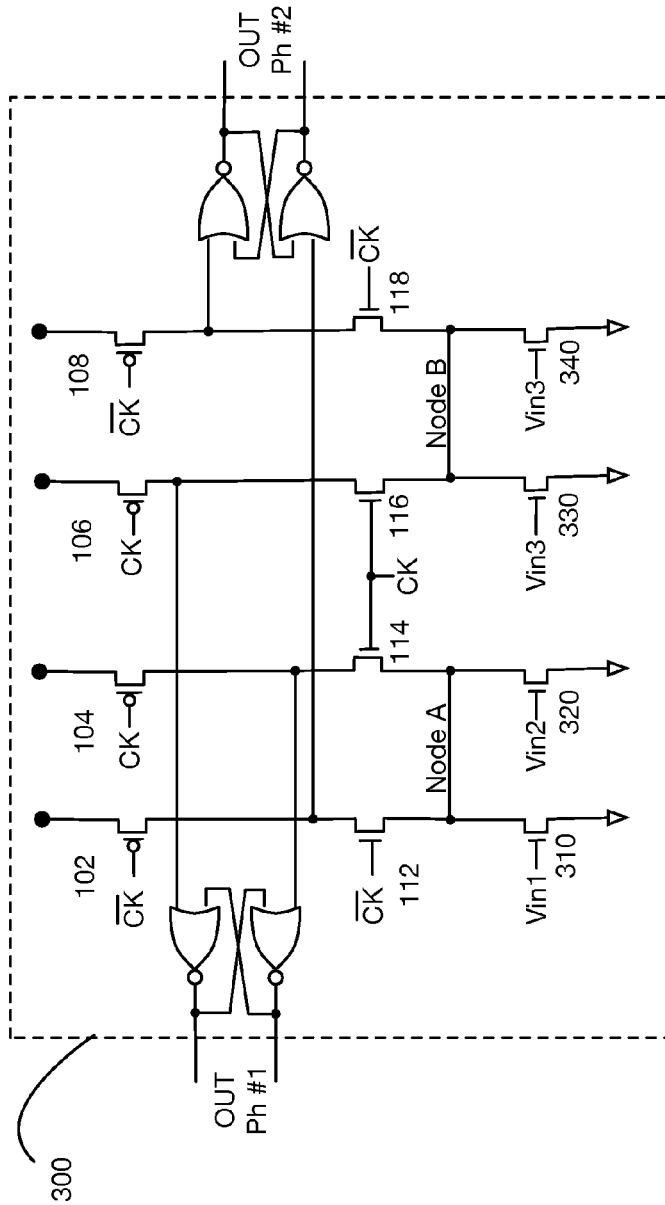 300
OUT
Ph #1
OUT
Ph #2
102
104
106
108
CK
CK
CK
CK
CK
112
114
116
118
CK
CK
Node A
Node B
Vin1
Vin2
Vin3
Vin3
310
320
330
340